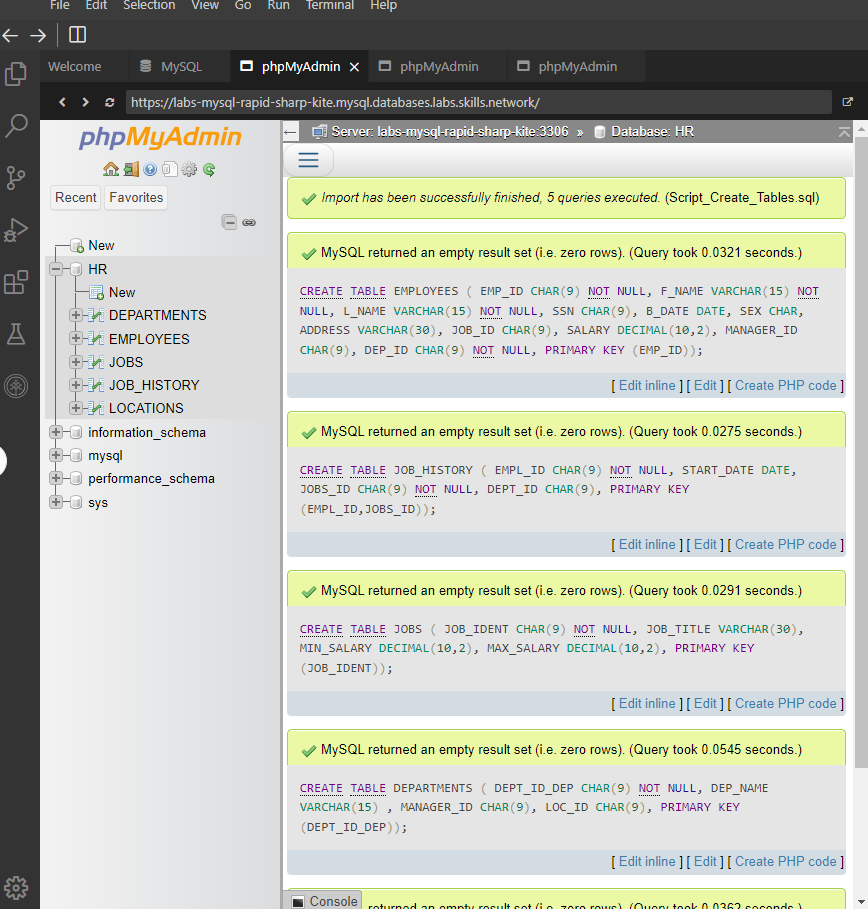 File Edit Selection View Go Run Terminal Help
Welcome MySQL phpMyAdmin phpMyAdmin phpMyAdmin
https://labs-mysql-rapid-sharp-kite.mysql.databases.labs.skills.network/
phpMyAdmin
Recent Favorites
New
HR
New
DEPARTMENTS
EMPLOYEES
JOBS
JOB_HISTORY
LOCATIONS
information_schema
mysql
performance_schema
sys
Server: labs-mysql-rapid-sharp-kite:3306 » Database: HR
Import has been successfully finished, 5 queries executed. (Script_Create_Tables.sql)
MySQL returned an empty result set (i.e. zero rows). (Query took 0.0321 seconds.)
CREATE TABLE EMPLOYEES ( EMP_ID CHAR(9) NOT NULL, F_NAME VARCHAR(15) NOT
NULL, L_NAME VARCHAR(15) NOT NULL, SSN CHAR(9), B_DATE DATE, SEX CHAR,
ADDRESS VARCHAR(30), JOB_ID CHAR(9), SALARY DECIMAL(10,2), MANAGER_ID
CHAR(9), DEP_ID CHAR(9) NOT NULL, PRIMARY KEY (EMP_ID));
[ Edit inline ] [ Edit ] [ Create PHP code ]
MySQL returned an empty result set (i.e. zero rows). (Query took 0.0275 seconds.)
CREATE TABLE JOB_HISTORY ( EMPL_ID CHAR(9) NOT NULL, START_DATE DATE,
JOBS_ID CHAR(9) NOT NULL, DEPT_ID CHAR(9), PRIMARY KEY
(EMPL_ID,JOBS_ID));
[ Edit inline ] [ Edit ] [ Create PHP code ]
MySQL returned an empty result set (i.e. zero rows). (Query took 0.0291 seconds.)
CREATE TABLE JOBS ( JOB_IDENT CHAR(9) NOT NULL, JOB_TITLE VARCHAR(30),
MIN_SALARY DECIMAL(10,2), MAX_SALARY DECIMAL(10,2), PRIMARY KEY
(JOB_IDENT));
[ Edit inline ] [ Edit ] [ Create PHP code ]
MySQL returned an empty result set (i.e. zero rows). (Query took 0.0545 seconds.)
CREATE TABLE DEPARTMENTS ( DEPT_ID_DEP CHAR(9) NOT NULL, DEP_NAME
VARCHAR(15) , MANAGER_ID CHAR(9), LOC_ID CHAR(9), PRIMARY KEY
(DEPT_ID_DEP));
[ Edit inline ] [ Edit ] [ Create PHP code ]
Console returned an empty result set (i.e. zero rows). (Query took 0.0362 seconds.)